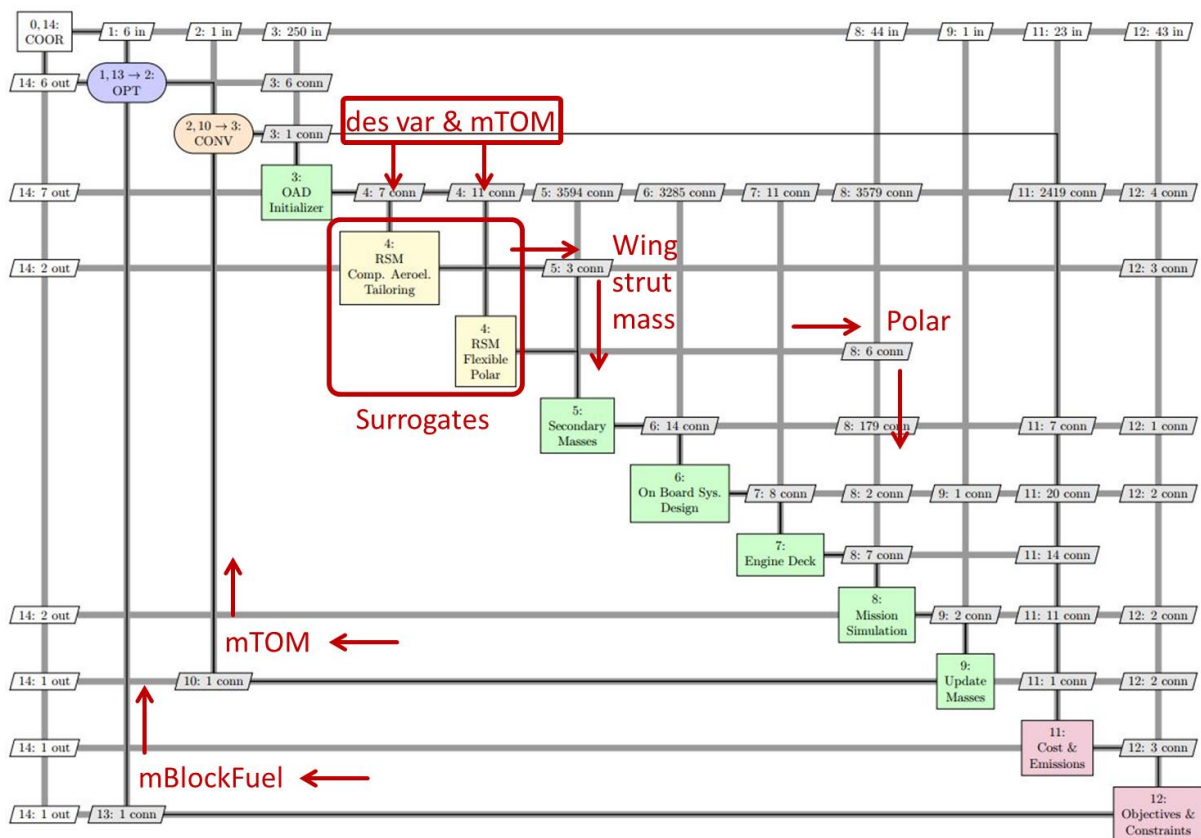 0, 14:
COOR
1: 6 in
2: 1 in
3: 250 in
8: 44 in
9: 1 in
11: 23 in
12: 43 in
14: 6 out
1, 13 → 2:
OPT
3: 6 conn
2, 10 → 3:
CONV
3: 1 conn
des var & mTOM
14: 7 out
3:
OAD
Initializer
4: 7 conn
4: 11 conn
5: 3594 conn
6: 3285 conn
7: 11 conn
8: 3579 conn
11: 2419 conn
12: 4 conn
14: 2 out
4:
RSM
Comp. Aeroel.
Tailoring
5: 3 conn
Wing
strut
mass
12: 3 conn
4:
RSM
Flexible
Polar
Polar
8: 6 conn
Surrogates
5:
Secondary
Masses
6: 14 conn
8: 179 conn
11: 7 conn
12: 1 conn
6:
On Board Sys.
Design
7: 8 conn
8: 2 conn
9: 1 conn
11: 20 conn
12: 2 conn
7:
Engine Deck
8: 7 conn
11: 14 conn
14: 2 out
8:
Mission
Simulation
9: 2 conn
11: 11 conn
12: 2 conn
mTOM
14: 1 out
10: 1 conn
9:
Update
Masses
11: 1 conn
12: 2 conn
14: 1 out
11:
Cost &
Emissions
12: 3 conn
mBlockFuel
14: 1 out
13: 1 conn
12:
Objectives &
Constraints